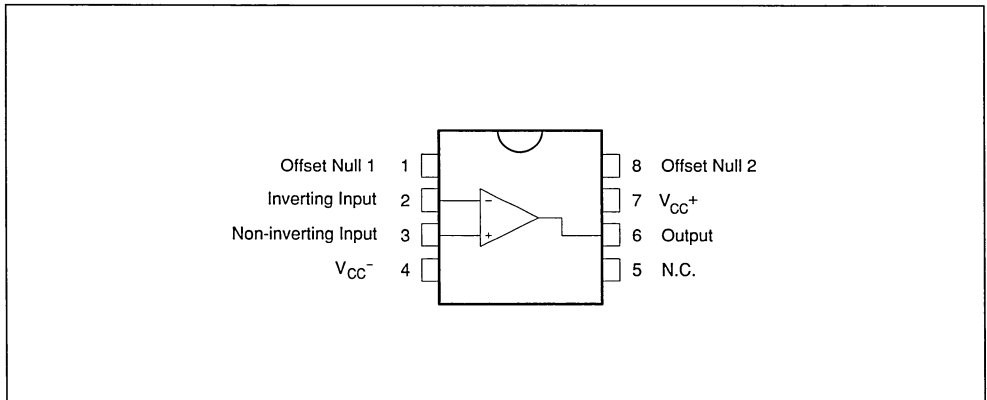 Offset Null 1 1
Inverting Input 2
Non-inverting Input 3
VCC− 4
8 Offset Null 2
7 VCC+
6 Output
5 N.C.
−
+